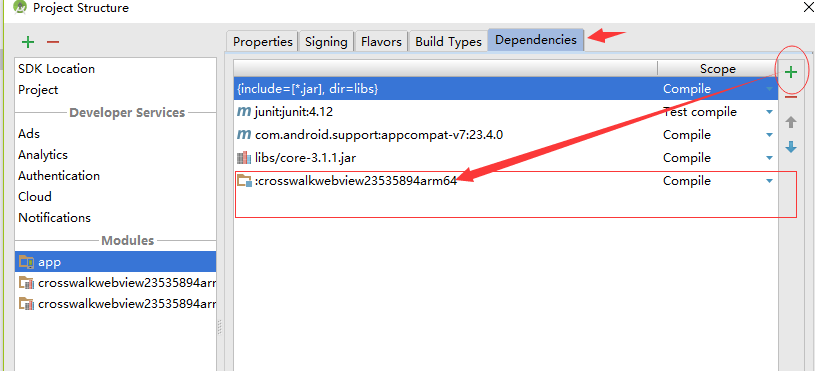 Project Structure
SDK Location
Project
Developer Services
Ads
Analytics
Authentication
Cloud
Notifications
Modules
app
crosswalkwebview23535894arr
crosswalkwebview23535894arr
Properties
Signing
Flavors
Build Types
Dependencies
Scope
{include=[*.jar], dir=libs} Compile
m junit:junit:4.12 Test compile
m com.android.support:appcompat-v7:23.4.0 Compile
libs/core-3.1.1.jar Compile
:crosswalkwebview23535894arm64 Compile